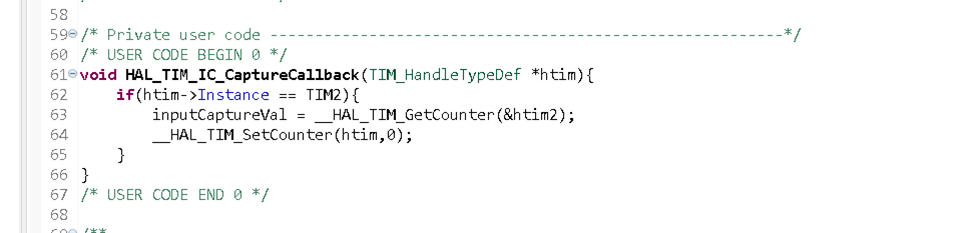 58
59 /* Private user code ---------------------------------------------------------*/
60 /* USER CODE BEGIN 0 */
61 void HAL_TIM_IC_CaptureCallback(TIM_HandleTypeDef *htim){
62     if(htim->Instance == TIM2){
63         inputCaptureVal = __HAL_TIM_GetCounter(&htim2);
64         __HAL_TIM_SetCounter(htim,0);
65     }
66 }
67 /* USER CODE END 0 */
68
69 /**